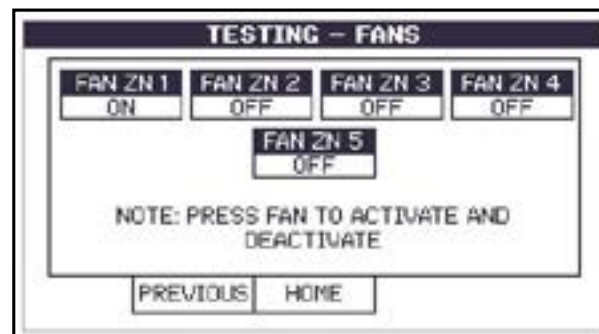 TESTING – FANS
FAN ZN 1 FAN ZN 2 FAN ZN 3 FAN ZN 4
ON OFF OFF OFF
FAN ZN 5
OFF
NOTE: PRESS FAN TO ACTIVATE AND
DEACTIVATE
PREVIOUS HOME